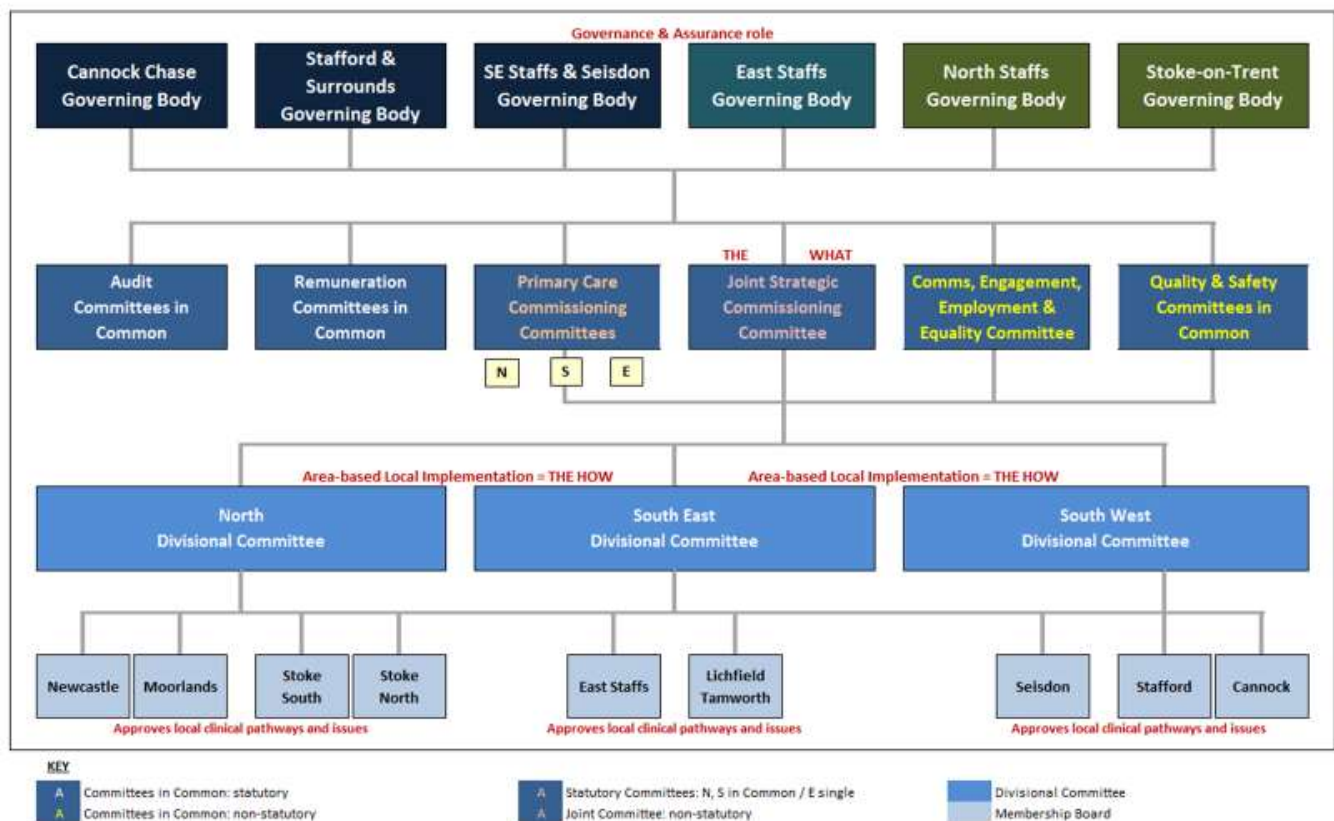 Governance & Assurance role
Cannock Chase
Governing Body
Stafford &
Surrounds
Governing Body
SE Staffs & Seisdon
Governing Body
East Staffs
Governing Body
North Staffs
Governing Body
Stoke-on-Trent
Governing Body
THE WHAT
Audit
Committees in
Common
Remuneration
Committees in
Common
Primary Care
Commissioning
Committees
Joint Strategic
Commissioning
Committee
Comms, Engagement,
Employment &
Equality Committee
Quality & Safety
Committees in
Common
N
S
E
Area-based Local Implementation = THE HOW
Area-based Local Implementation = THE HOW
North
Divisional Committee
South East
Divisional Committee
South West
Divisional Committee
Newcastle
Moorlands
Stoke
South
Stoke
North
East Staffs
Lichfield
Tamworth
Seisdon
Stafford
Cannock
Approves local clinical pathways and issues
Approves local clinical pathways and issues
Approves local clinical pathways and issues
KEY
A Committees in Common: statutory
A Committees in Common: non-statutory
A Statutory Committees: N, S in Common / E single
A Joint Committee: non-statutory
Divisional Committee
Membership Board